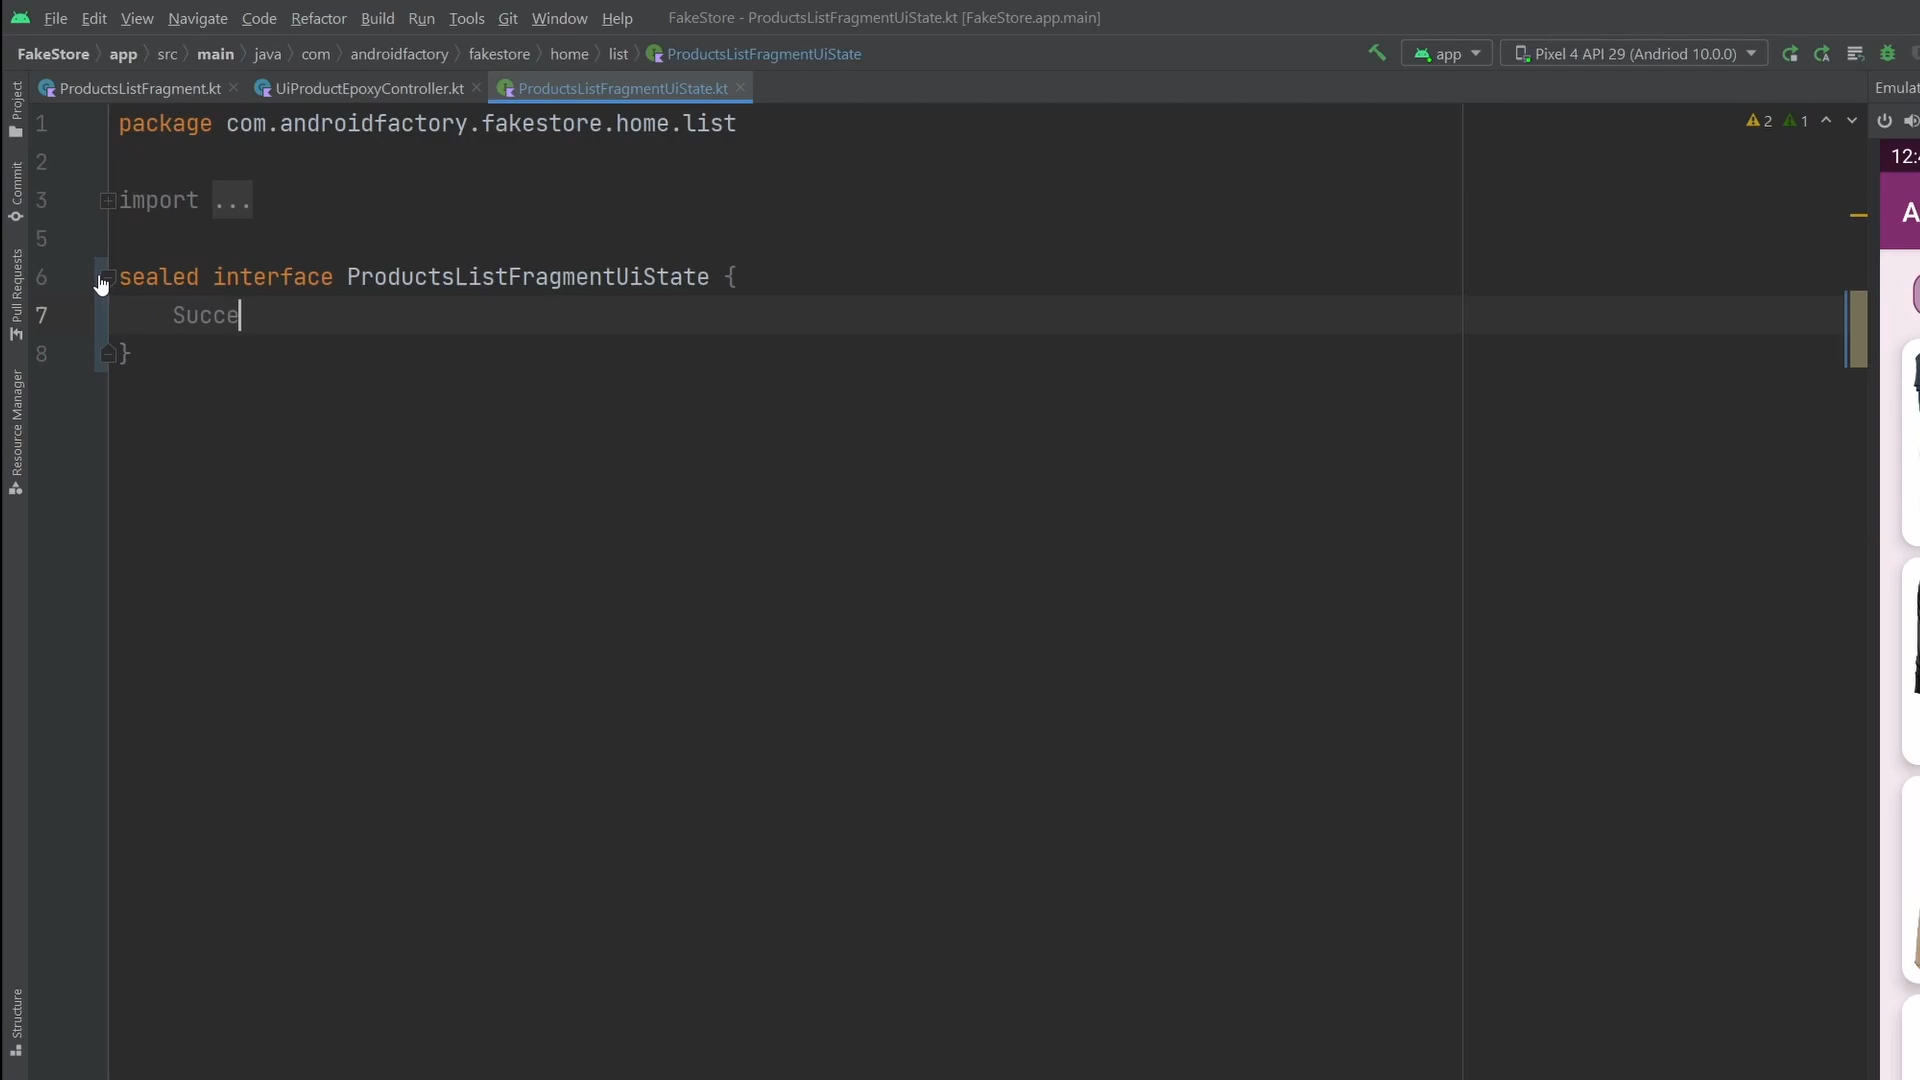 File Edit View Navigate Code Refactor Build Run Tools Git Window Help FakeStore - ProductsListFragmentUiState.kt [FakeStore.app.main]
FakeStore app src main java com androidfactory fakestore home list ProductsListFragmentUiState app Pixel 4 API 29 (Andriod 10.0.0)
ProductsListFragment.kt UiProductEpoxyController.kt ProductsListFragmentUiState.kt Emulat
1 package com.androidfactory.fakestore.home.list 2 1
2
3 import ...
5
6 sealed interface ProductsListFragmentUiState {
7 Succe
8 }
Project
Commit
Pull Requests
Resource Manager
Structure
12:
A